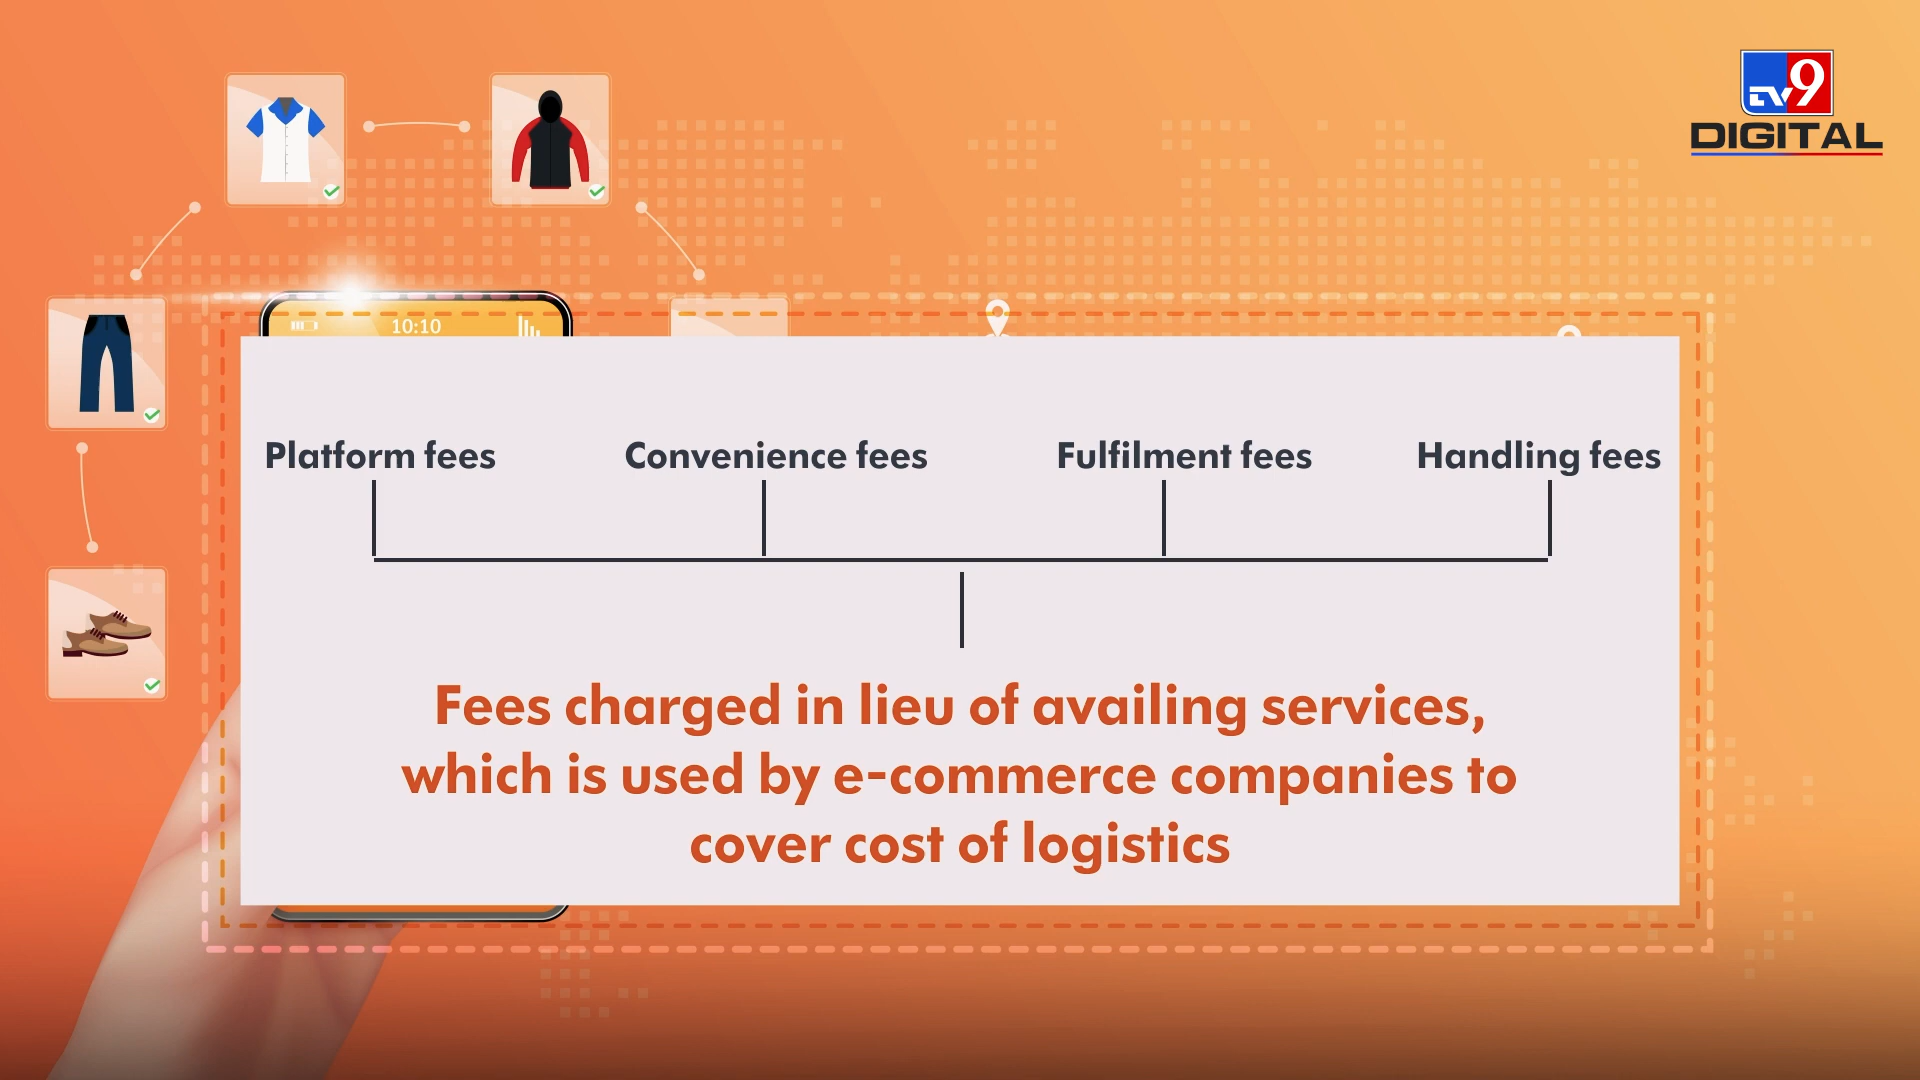 TV9
DIGITAL
10:10
Platform fees Convenience fees Fulfilment fees Handling fees
Fees charged in lieu of availing services,
which is used by e-commerce companies to
cover cost of logistics